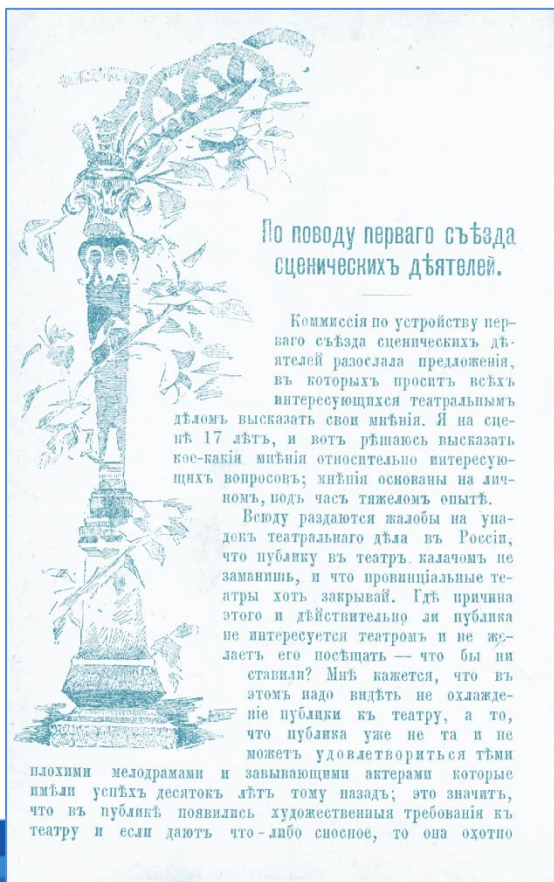 По поводу перваго съѣзда
сценическихъ дѣятелей.
Коммиссія по устройству пер-
ваго съѣзда сценическихъ дѣ-
ятелей разослала предложенія,
въ которыхъ проситъ всѣхъ
интересующихся театральнымъ
дѣломъ высказать свои мнѣнія. Я на сце-
нѣ 17 лѣтъ, и вотъ рѣшаюсь высказать
кое-какія мнѣнія относительно интересую-
щихъ вопросовъ; мнѣнія основаны на лич-
номъ, подъ часъ тяжеломъ опытѣ.
Всюду раздаются жалобы на упа-
докъ театральнаго дѣла въ Россіи,
что публику въ театръ калачомъ не
заманишь, и что провинціальные те-
атры хоть закрывай. Гдѣ причина
этого и дѣйствительно ли публика
не интересуется театромъ и не же-
лаетъ его посѣщать — что бы ни
ставили? Мнѣ кажется, что въ
этомъ надо видѣть не охлажде-
ніе публики къ театру, а то,
что публика уже не та и не
можетъ удовлетвориться тѣми
плохими мелодрамами и завывающими актерами которые
имѣли успѣхъ десятокъ лѣтъ тому назадъ; это значитъ,
что въ публикѣ появились художественныя требованія къ
театру и если даютъ что-либо сносное, то она охотно